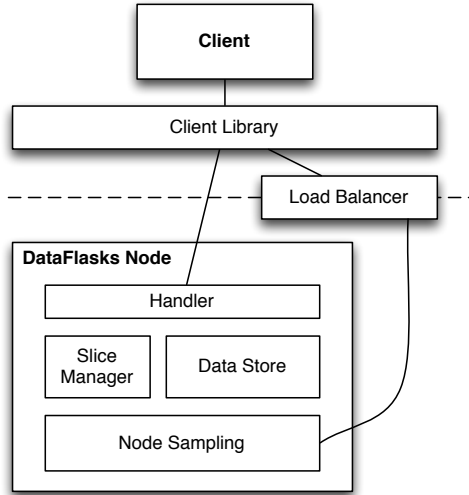 Client
Client Library
Load Balancer
DataFlasks Node
Handler
Slice
Manager
Data Store
Node Sampling